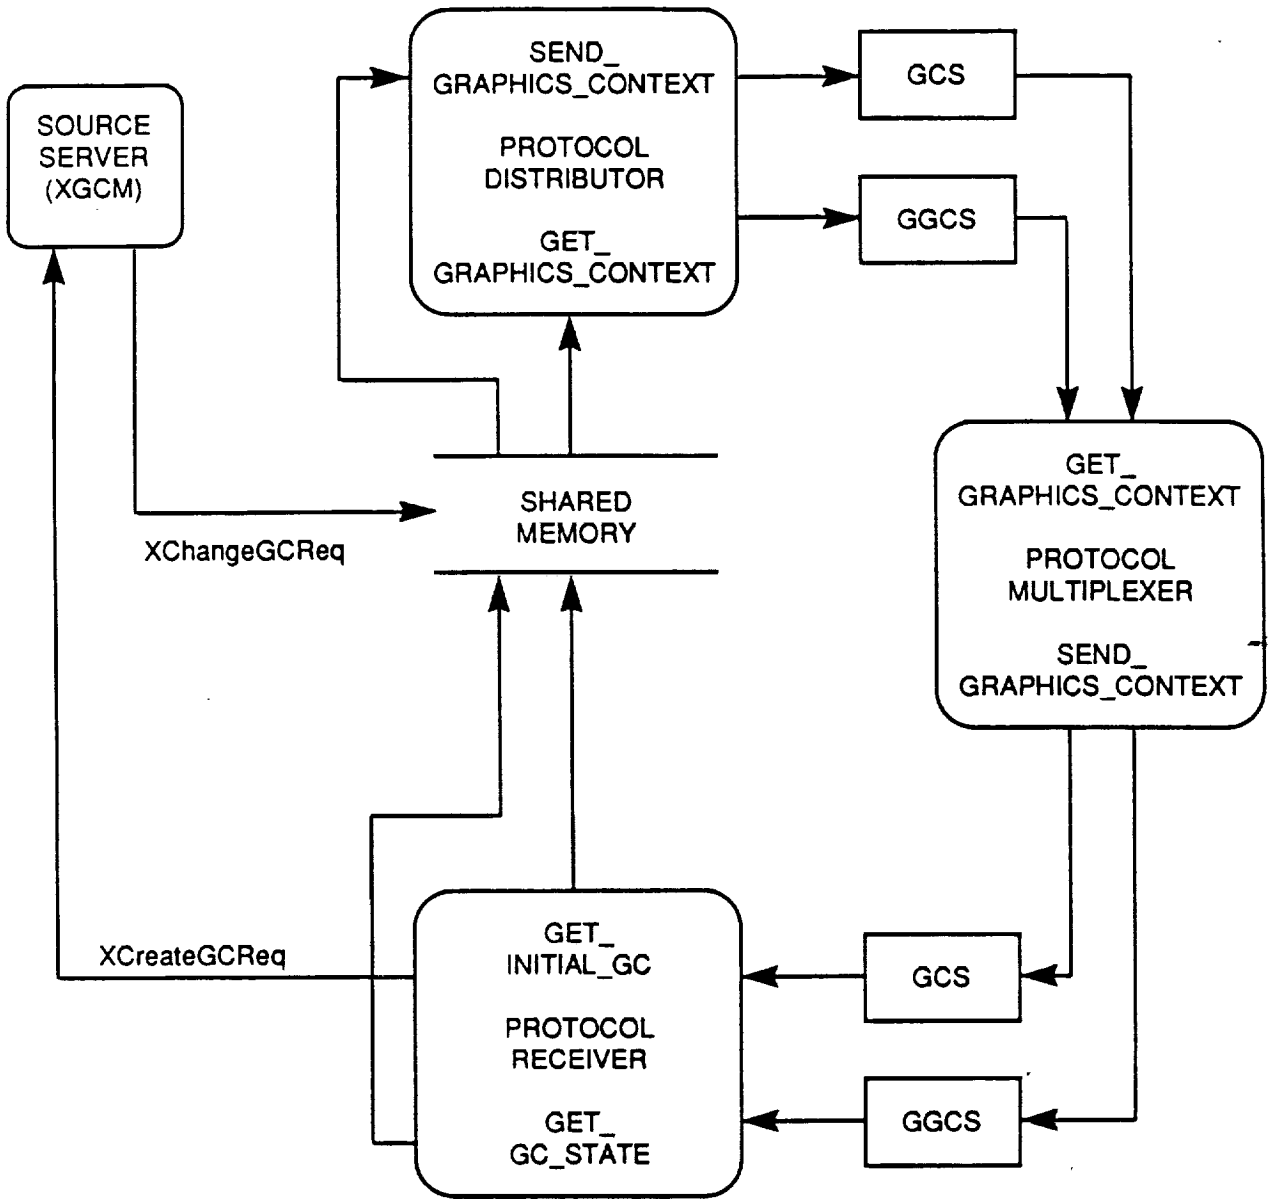 SEND_
GRAPHICS_CONTEXT
PROTOCOL
DISTRIBUTOR
GET_
GRAPHICS_CONTEXT
GCS
GGCS
SOURCE
SERVER
(XGCM)
SHARED
MEMORY
XChangeGCReq
GET_
GRAPHICS_CONTEXT
PROTOCOL
MULTIPLEXER
SEND_
GRAPHICS_CONTEXT
XCreateGCReq
GET_
INITIAL_GC
PROTOCOL
RECEIVER
GET_
GC_STATE
GCS
GGCS